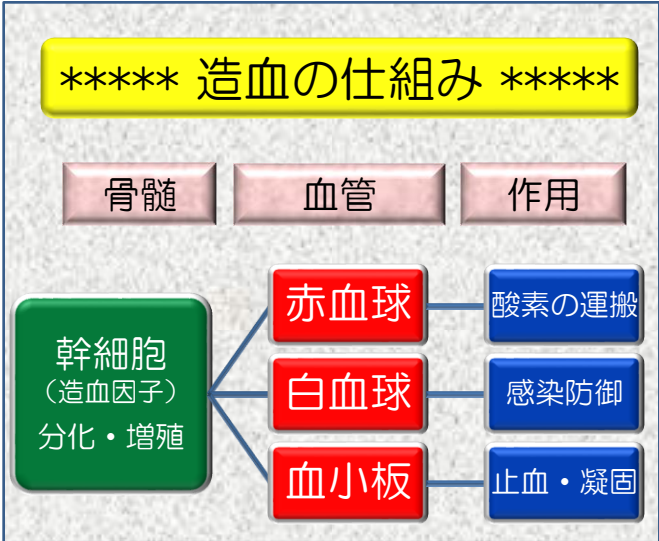 ***** 造血の仕組み *****
骨髄 血管 作用
幹細胞
（造血因子）
分化・増殖
赤血球 酸素の運搬
白血球 感染防御
血小板 止血・凝固